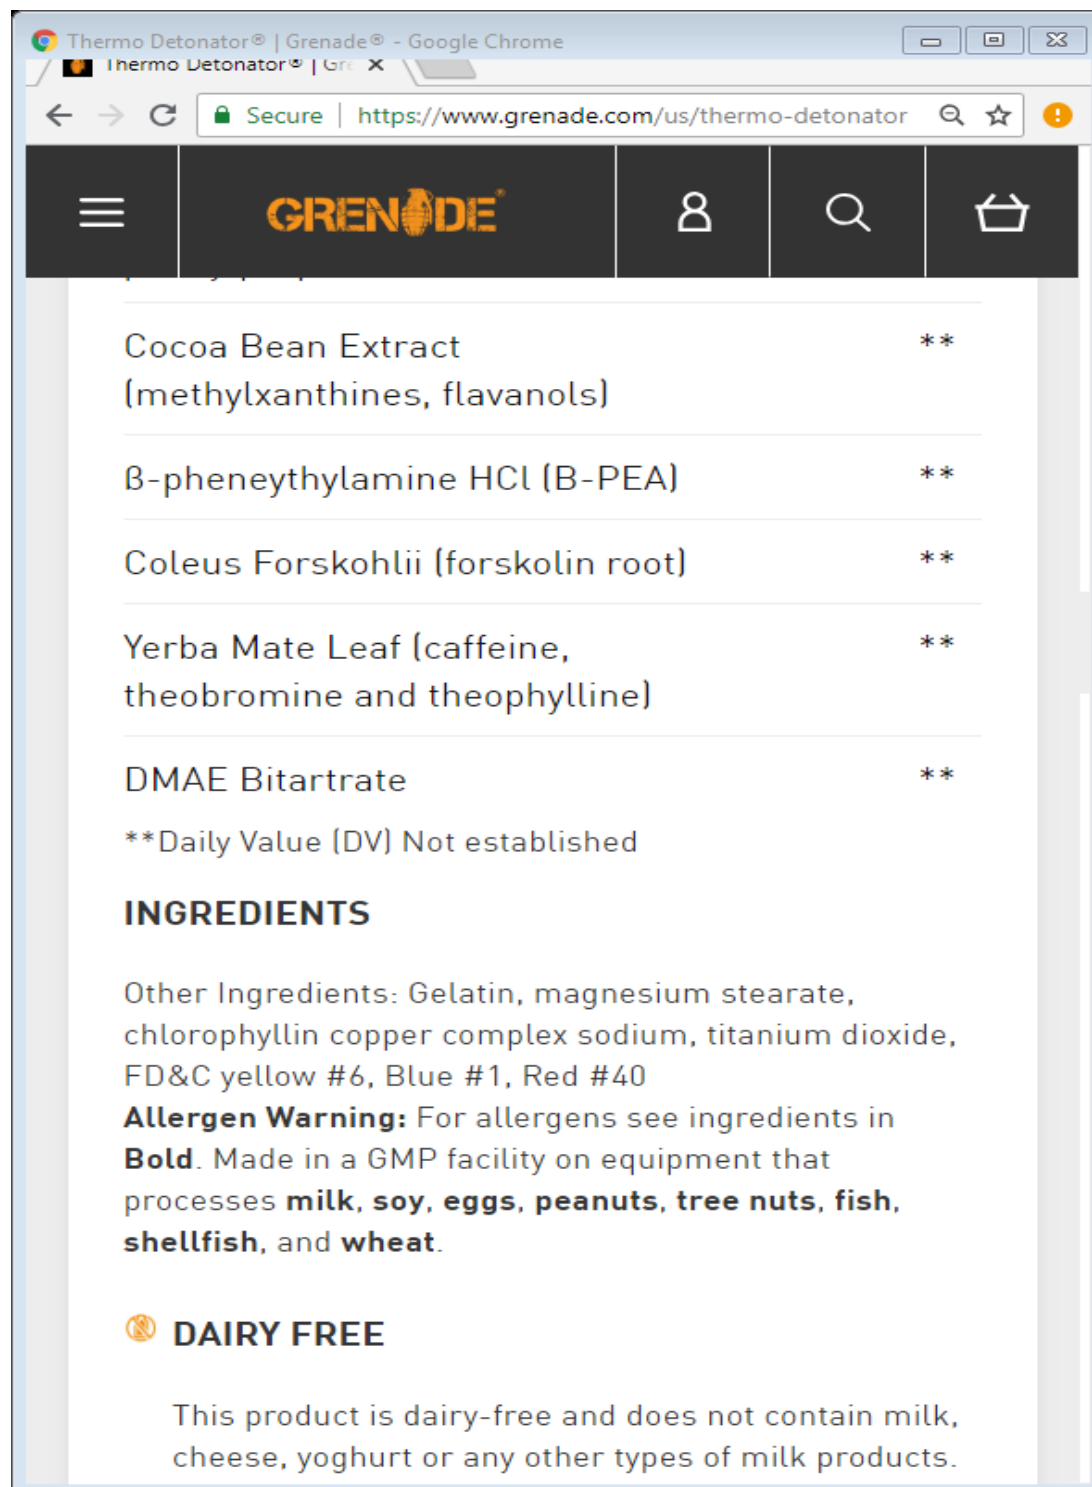 Thermo Detonator® | Grenade® - Google Chrome
Thermo Detonator® | Gre
Secure | https://www.grenade.com/us/thermo-detonator
GRENADE®
Cocoa Bean Extract **
(methylxanthines, flavanols)
ß-pheneythylamine HCl (B-PEA) **
Coleus Forskohlii (forskolin root) **
Yerba Mate Leaf (caffeine, **
theobromine and theophylline)
DMAE Bitartrate **
**Daily Value (DV) Not established
INGREDIENTS
Other Ingredients: Gelatin, magnesium stearate,
chlorophyllin copper complex sodium, titanium dioxide,
FD&C yellow #6, Blue #1, Red #40
Allergen Warning: For allergens see ingredients in
Bold. Made in a GMP facility on equipment that
processes milk, soy, eggs, peanuts, tree nuts, fish,
shellfish, and wheat.
DAIRY FREE
This product is dairy-free and does not contain milk,
cheese, yoghurt or any other types of milk products.